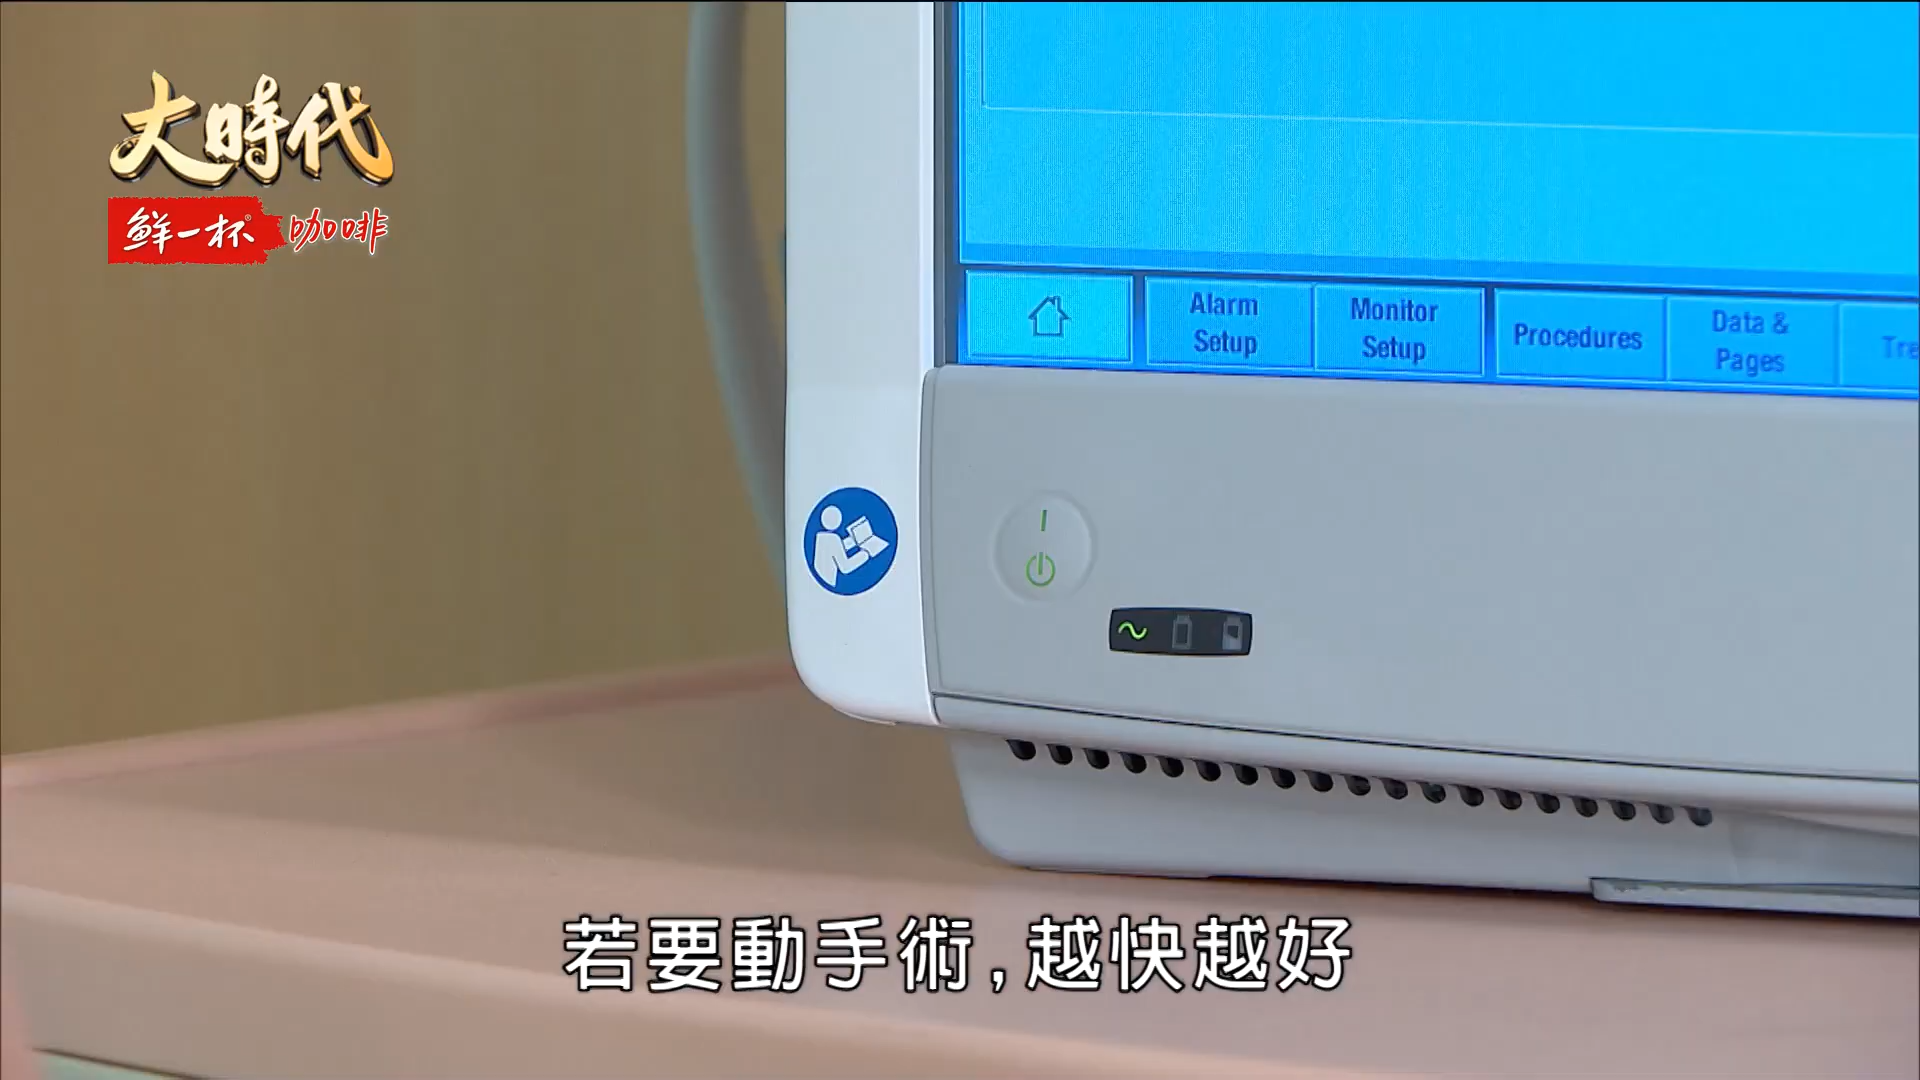 大時代
鮮一杯® 咖啡
Alarm
Setup
Monitor
Setup
Procedures
Data &
Pages
Tre
若要動手術,越快越好